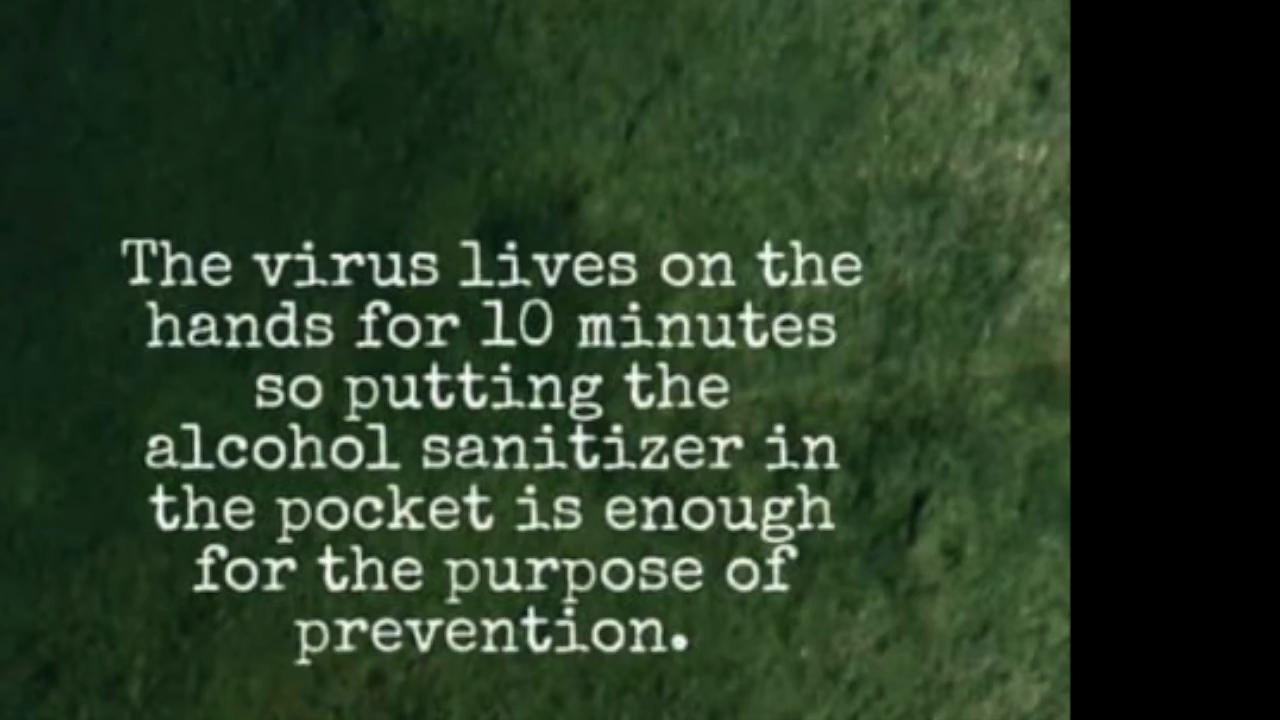 The virus lives on the
hands for 10 minutes
so putting the
alcohol sanitizer in
the pocket is enough
for the purpose of
prevention.